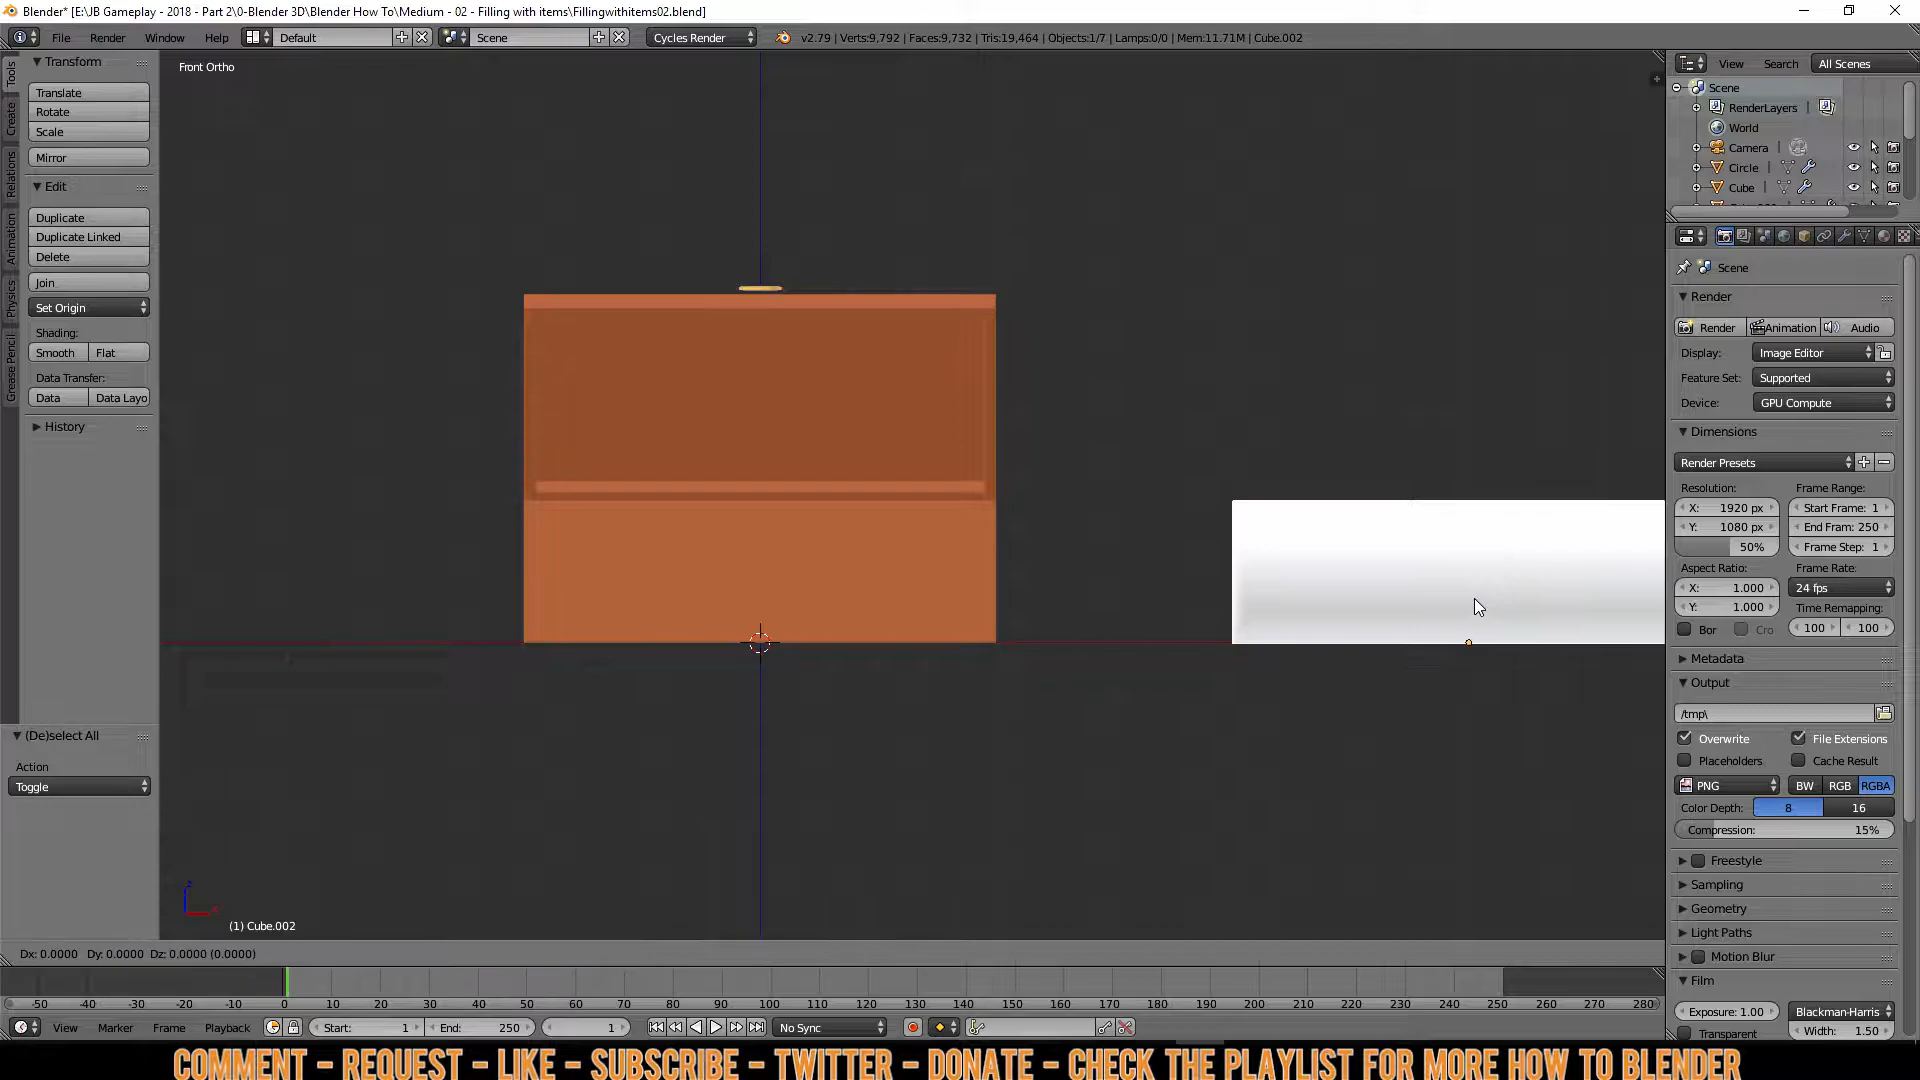 Blender* [E:\JB Gameplay - 2018 - Part 2\0-Blender 3D\Blender How To\Medium - 02 - Filling with items\Fillingwithitems02.blend]
File Render Window Help Default Scene Cycles Render v2.79 | Verts:9,792 | Faces:9,732 | Tris:19,464 | Objects:1/7 | Lamps:0/0 | Mem:11.71M | Cube.002
Tools
Create
Relations
Animation
Physics
Grease Pencil
Transform
Translate
Rotate
Scale
Mirror
Edit
Duplicate
Duplicate Linked
Delete
Join
Set Origin
Shading:
Smooth Flat
Data Transfer:
Data Data Layo
History
(De)select All
Action
Toggle
Front Ortho
(1) Cube.002
Dx: 0.0000 Dy: 0.0000 Dz: 0.0000 (0.0000)
View Search All Scenes
Scene
RenderLayers
World
Camera
Circle
Cube
Scene
Render
Render Animation Audio
Display: Image Editor
Feature Set: Supported
Device: GPU Compute
Dimensions
Render Presets
Resolution: Frame Range:
X: 1920 px Start Frame: 1
Y: 1080 px End Fram: 250
50% Frame Step: 1
Aspect Ratio: Frame Rate:
X: 1.000 24 fps
Y: 1.000 Time Remapping:
Bor Cro 100 100
Metadata
Output
/tmp\
Overwrite File Extensions
Placeholders Cache Result
PNG BW RGB RGBA
Color Depth: 8 16
Compression: 15%
Freestyle
Sampling
Geometry
Light Paths
Motion Blur
Film
Exposure: 1.00 Blackman-Harris
Transparent Width: 1.50
-50 -40 -30 -20 -10 0 10 20 30 40 50 60 70 80 90 100 110 120 130 140 150 160 170 180 190 200 210 220 230 240 250 260 270 280
View Marker Frame Playback Start: 1 End: 250 1 No Sync
COMMENT - REQUEST - LIKE - SUBSCRIBE - TWITTER - DONATE - CHECK THE PLAYLIST FOR MORE HOW TO BLENDER